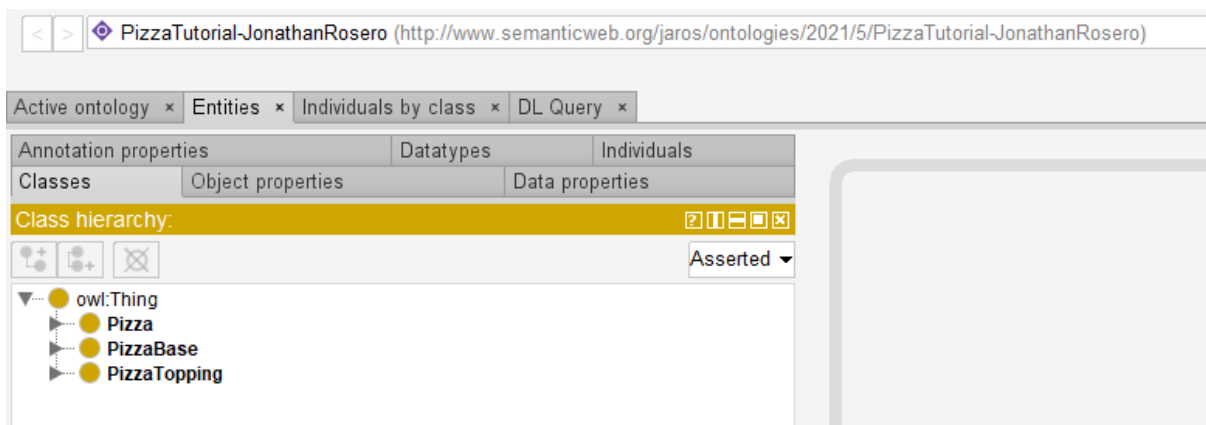 PizzaTutorial-JonathanRosero (http://www.semanticweb.org/jaros/ontologies/2021/5/PizzaTutorial-JonathanRosero)
Active ontology × Entities × Individuals by class × DL Query ×
Annotation properties Datatypes Individuals
Classes Object properties Data properties
Class hierarchy:
Asserted
owl:Thing
Pizza
PizzaBase
PizzaTopping